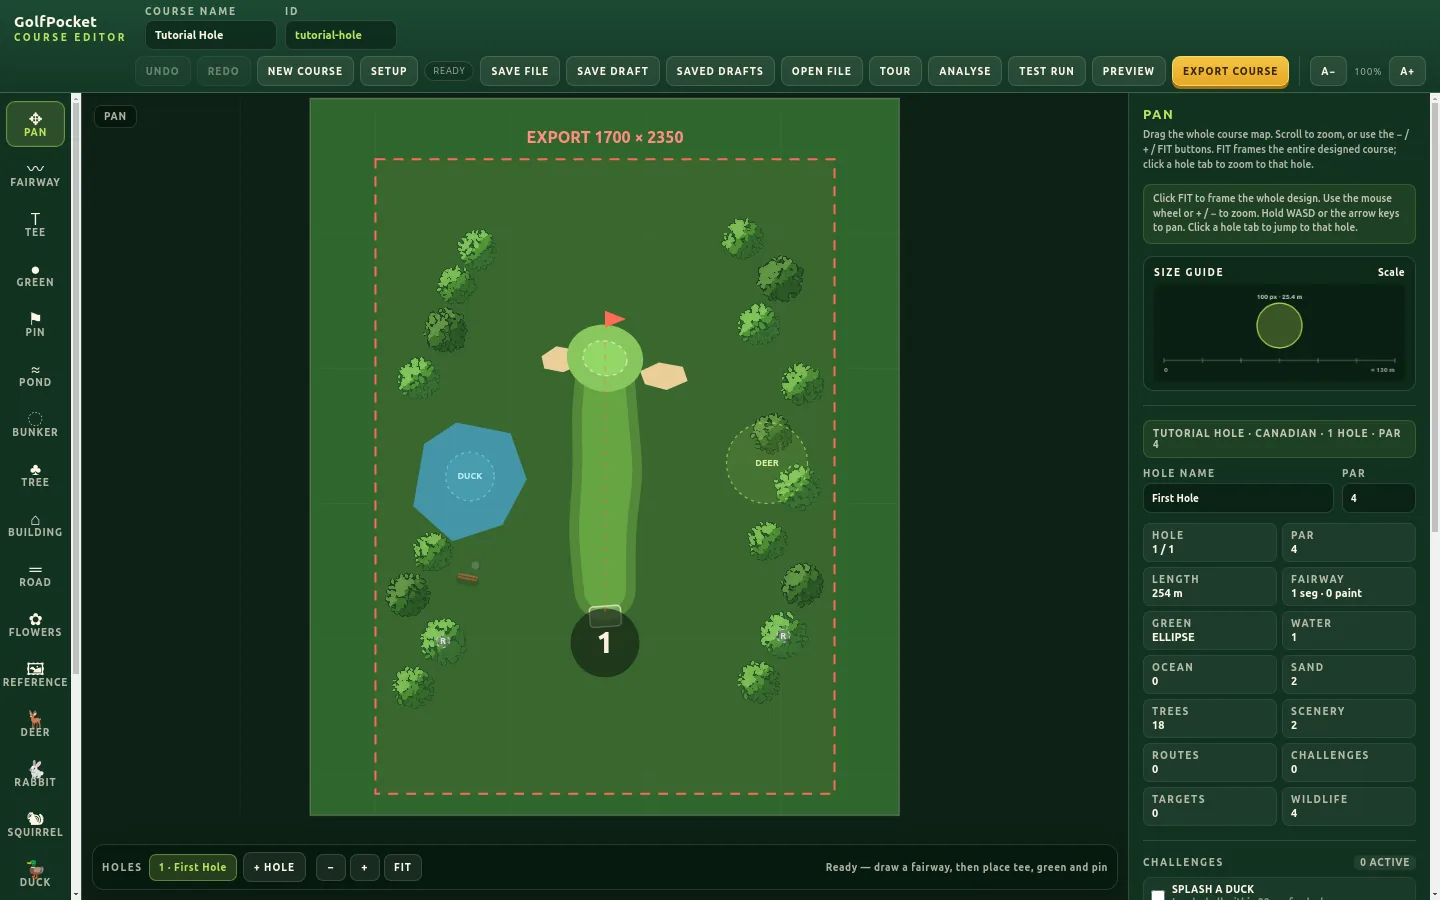 GolfPocket
COURSE EDITOR
COURSE NAME
ID
Tutorial Hole
tutorial-hole
UNDO
REDO
NEW COURSE
SETUP
READY
SAVE FILE
SAVE DRAFT
SAVED DRAFTS
OPEN FILE
TOUR
ANALYSE
TEST RUN
PREVIEW
EXPORT COURSE
A−
100%
A+
PAN
FAIRWAY
T
TEE
GREEN
PIN
POND
BUNKER
TREE
BUILDING
ROAD
FLOWERS
REFERENCE
DEER
RABBIT
SQUIRREL
DUCK
PAN
EXPORT 1700 × 2350
DUCK
DEER
R
R
1
HOLES
1 · First Hole
+ HOLE
−
+
FIT
Ready — draw a fairway, then place tee, green and pin
PAN
Drag the whole course map. Scroll to zoom, or use the − /
+ / FIT buttons. FIT frames the entire designed course;
click a hole tab to zoom to that hole.
Click FIT to frame the whole design. Use the mouse
wheel or + / − to zoom. Hold WASD or the arrow keys
to pan. Click a hole tab to jump to that hole.
SIZE GUIDE
Scale
100 px · 25.4 m
0
≈ 130 m
TUTORIAL HOLE · CANADIAN · 1 HOLE · PAR
4
HOLE NAME
PAR
First Hole
4
HOLE
1 / 1
PAR
4
LENGTH
254 m
FAIRWAY
1 seg · 0 paint
GREEN
ELLIPSE
WATER
1
OCEAN
0
SAND
2
TREES
18
SCENERY
2
ROUTES
0
CHALLENGES
0
TARGETS
0
WILDLIFE
4
CHALLENGES
0 ACTIVE
SPLASH A DUCK